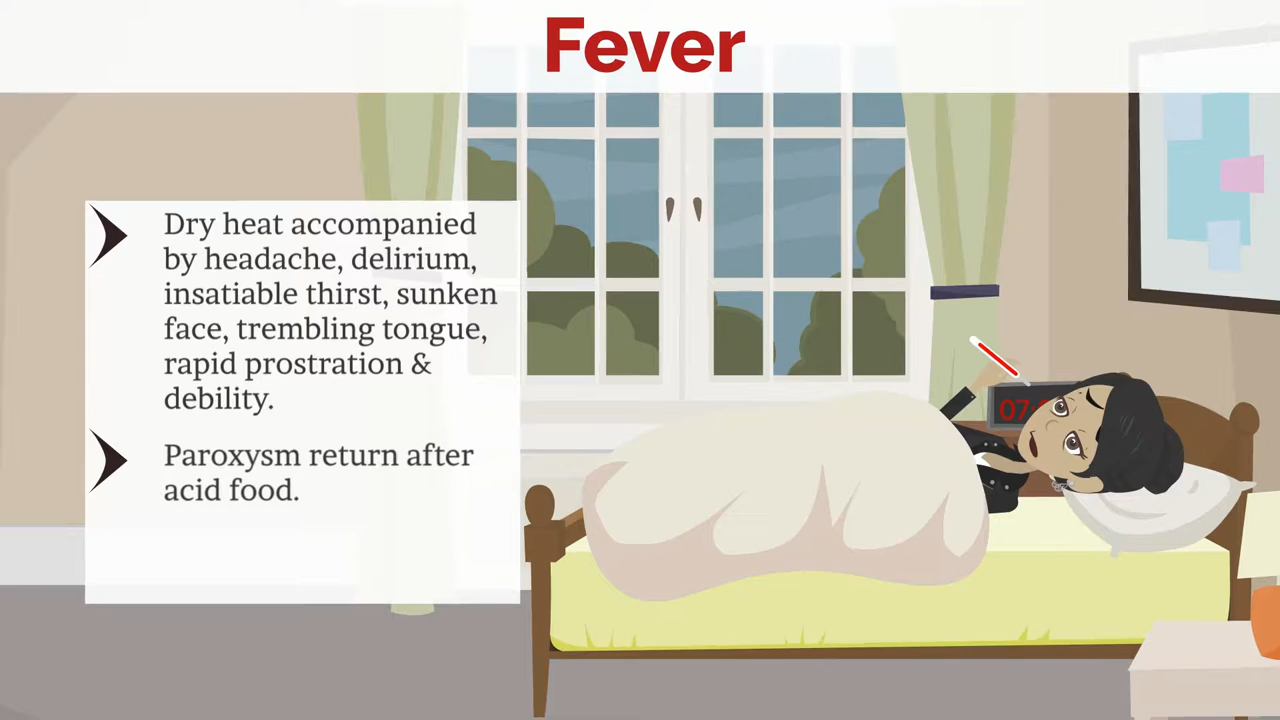 Fever
Dry heat accompanied
by headache, delirium,
insatiable thirst, sunken
face, trembling tongue,
rapid prostration &
debility.
Paroxysm return after
acid food.
07: